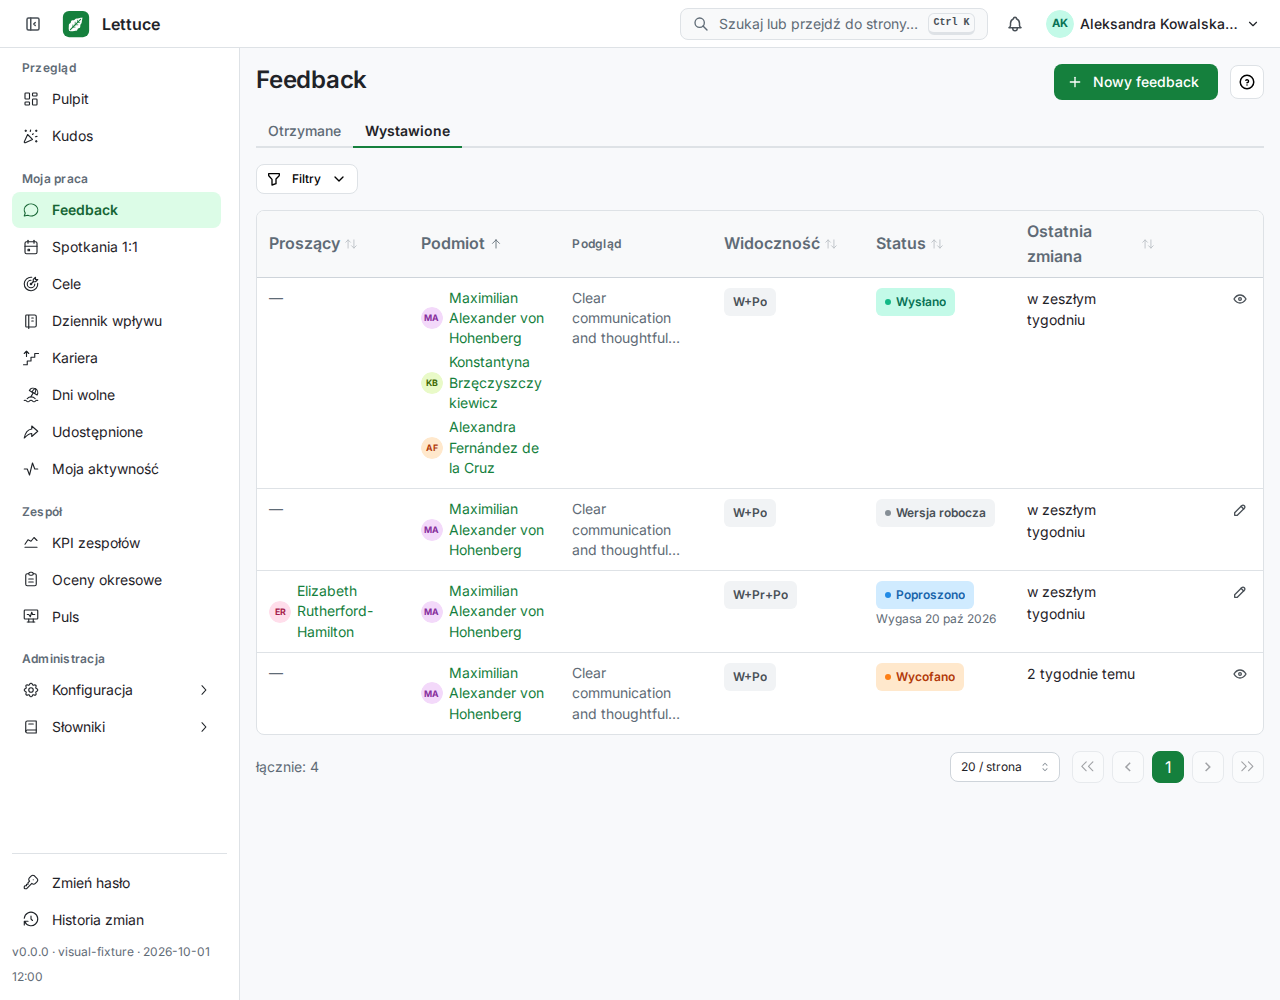 Lettuce
Szukaj lub przejdź do strony...
Ctrl K
AK
Aleksandra Kowalska...
Przegląd
Pulpit
Kudos
Moja praca
Feedback
Spotkania 1:1
Cele
Dziennik wpływu
Kariera
Dni wolne
Udostępnione
Moja aktywność
Zespół
KPI zespołów
Oceny okresowe
Puls
Administracja
Konfiguracja
Słowniki
Zmień hasło
Historia zmian
v0.0.0 · visual-fixture · 2026-10-01
12:00
Feedback
Nowy feedback
Otrzymane
Wystawione
Filtry
Proszący
Podmiot
Podgląd
Widoczność
Status
Ostatnia
zmiana
—
MA
Maximilian
Alexander von
Hohenberg
KB
Konstantyna
Brzęczyszczy
kiewicz
AF
Alexandra
Fernández de
la Cruz
Clear
communication
and thoughtful...
W+Po
Wysłano
w zeszłym
tygodniu
—
MA
Maximilian
Alexander von
Hohenberg
Clear
communication
and thoughtful...
W+Po
Wersja robocza
w zeszłym
tygodniu
ER
Elizabeth
Rutherford-
Hamilton
MA
Maximilian
Alexander von
Hohenberg
W+Pr+Po
Poproszono
Wygasa 20 paź 2026
w zeszłym
tygodniu
—
MA
Maximilian
Alexander von
Hohenberg
Clear
communication
and thoughtful...
W+Po
Wycofano
2 tygodnie temu
łącznie: 4
20 / strona
1